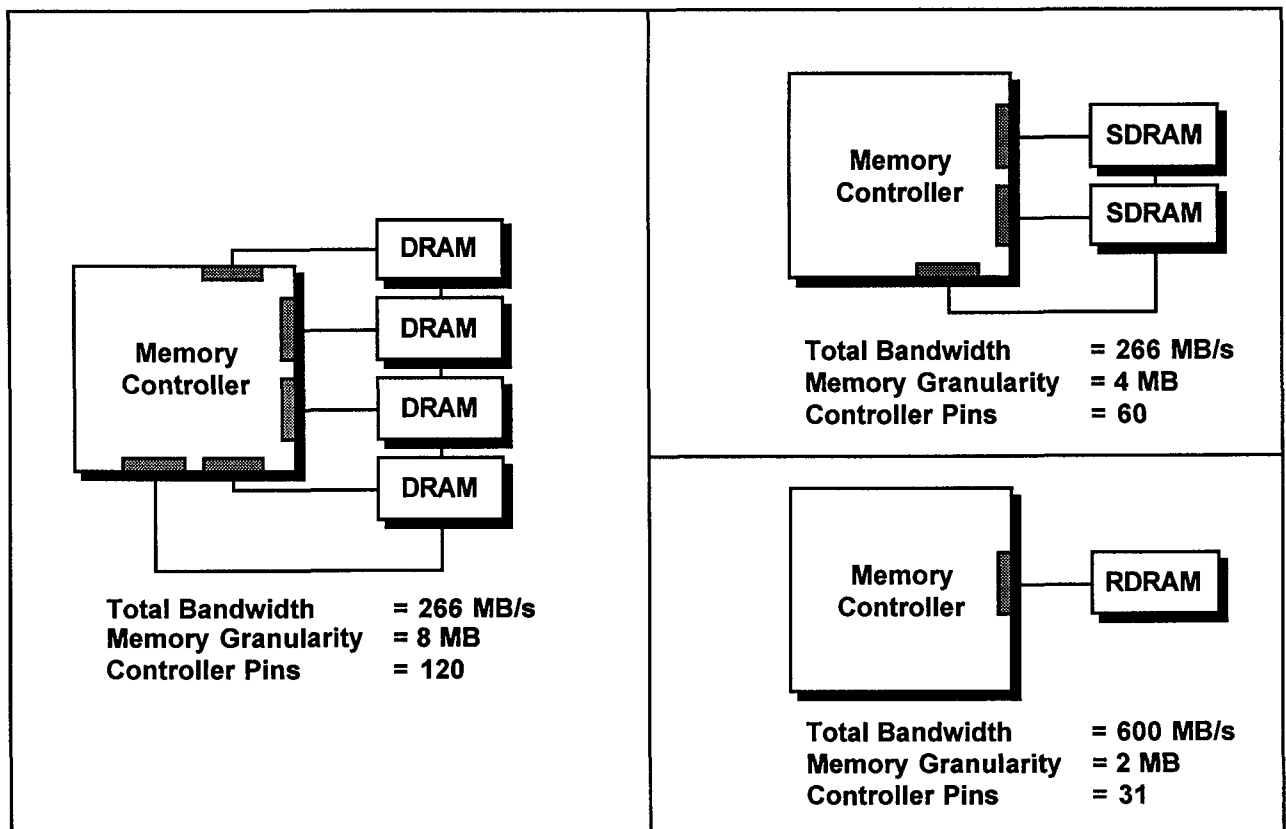 Memory
Controller
DRAM
DRAM
DRAM
DRAM
Total Bandwidth = 266 MB/s
Memory Granularity = 8 MB
Controller Pins = 120
Memory
Controller
SDRAM
SDRAM
Total Bandwidth = 266 MB/s
Memory Granularity = 4 MB
Controller Pins = 60
Memory
Controller
RDRAM
Total Bandwidth = 600 MB/s
Memory Granularity = 2 MB
Controller Pins = 31